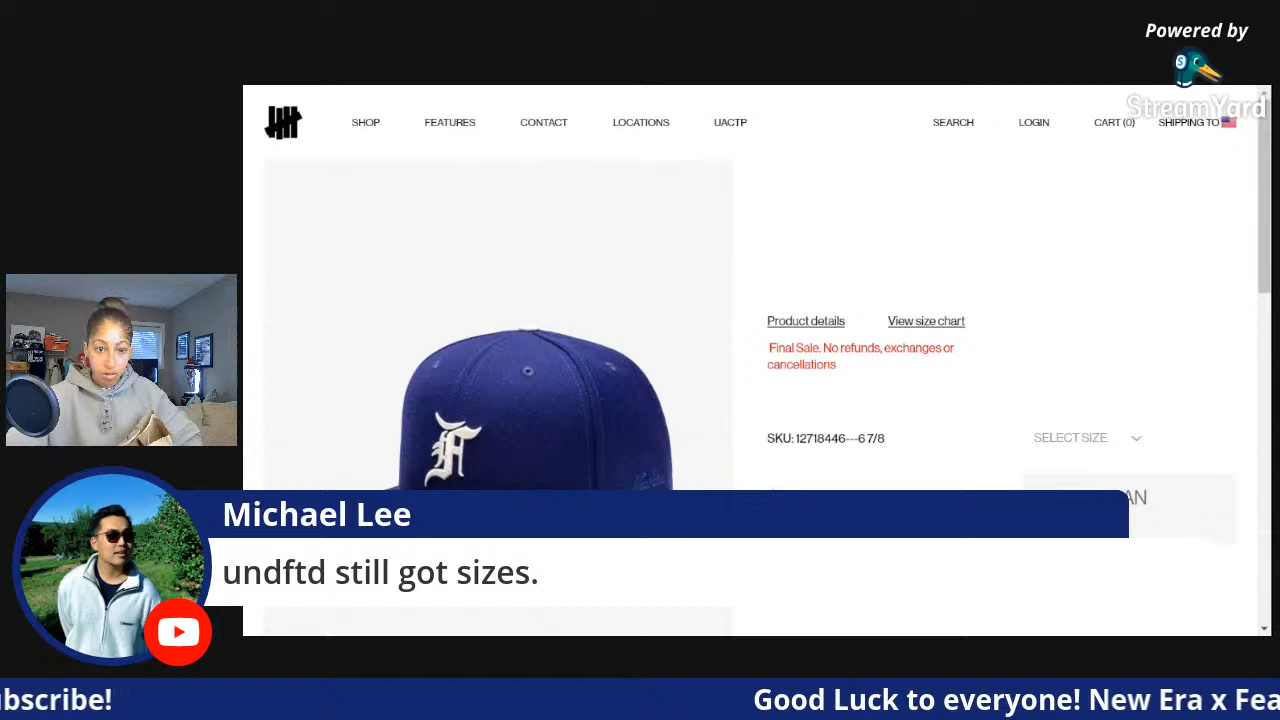 Powered by
StreamYard
SHOP FEATURES CONTACT LOCATIONS UACTP SEARCH LOGIN CART (0) SHIPPING TO
Product details View size chart
Final Sale. No refunds, exchanges or
cancellations
SKU: 12718446---6 7/8 SELECT SIZE
AN
Michael Lee
undftd still got sizes.
ubscribe! Good Luck to everyone! New Era x Fea